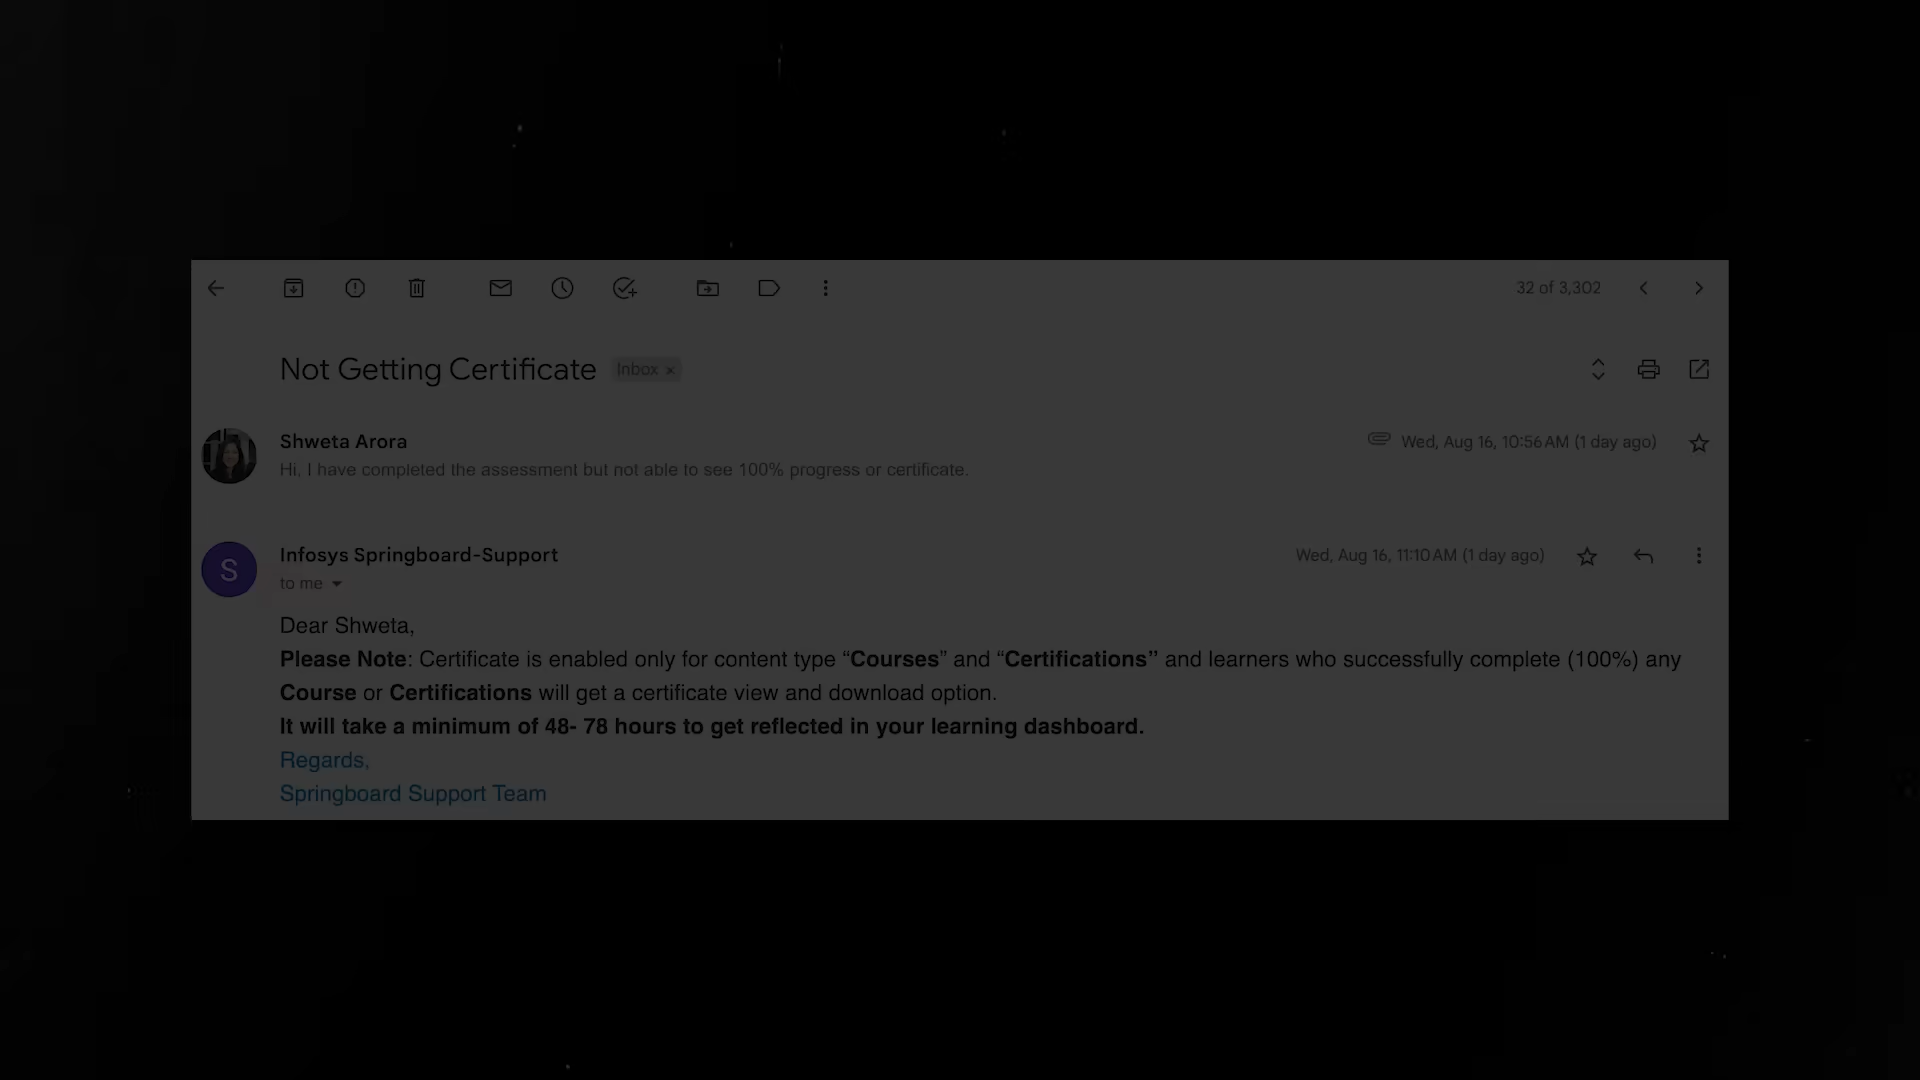 32 of 3,302
Not Getting Certificate Inbox ×
Shweta Arora Wed, Aug 16, 10:56 AM (1 day ago)
Hi, I have completed the assessment but not able to see 100% progress or certificate.
S Infosys Springboard-Support Wed, Aug 16, 11:10 AM (1 day ago)
to me
Dear Shweta,
Please Note: Certificate is enabled only for content type “Courses” and “Certifications” and learners who successfully complete (100%) any
Course or Certifications will get a certificate view and download option.
It will take a minimum of 48- 78 hours to get reflected in your learning dashboard.
Regards,
Springboard Support Team